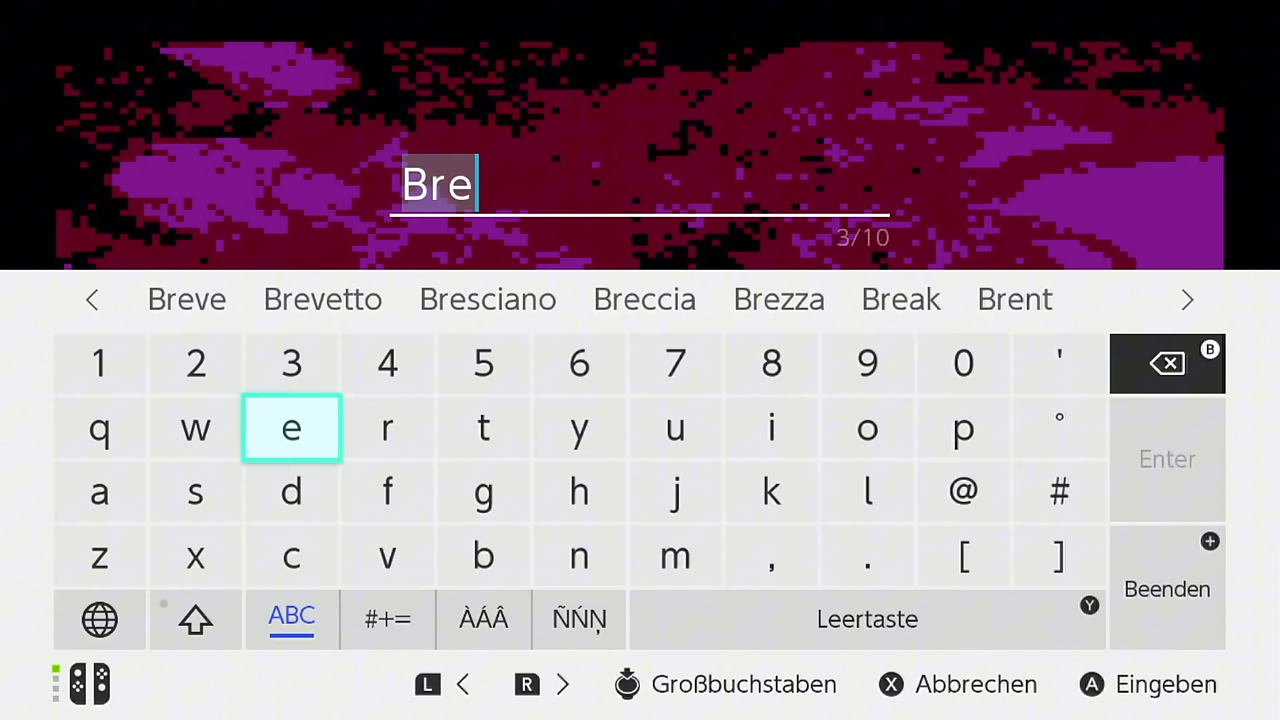 Bre
3/10
Breve Brevetto Bresciano Breccia Brezza Break Brent
1 2 3 4 5 6 7 8 9 0 ' B
q w e r t y u i o p ° Enter
a s d f g h j k l @ #
z x c v b n m , . [ ] + Beenden
ABC #+= ÀÁÂ ÑŃŅ Leertaste Y
L R Großbuchstaben X Abbrechen A Eingeben